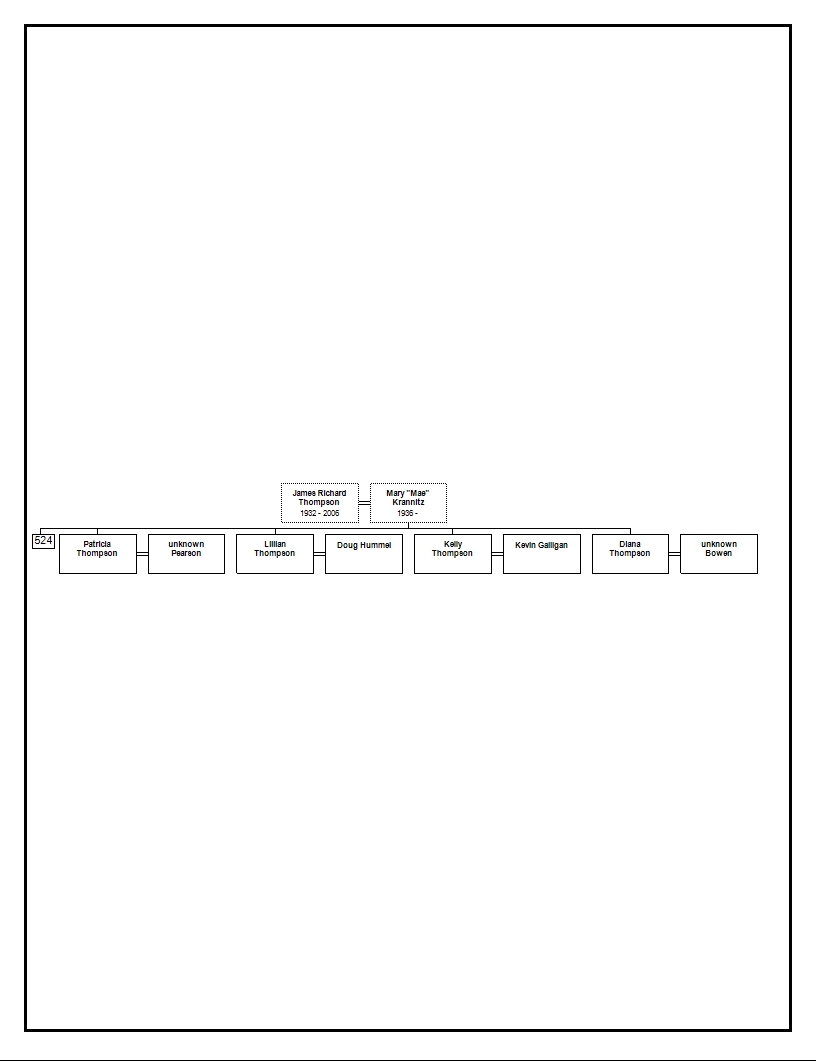 James Richard
Thompson
1932 - 2006
Mary "Mae"
Krannitz
1936 -
524
Patricia
Thompson
unknown
Pearson
Lillian
Thompson
Doug Hummel
Kelly
Thompson
Kevin Galligan
Diana
Thompson
unknown
Bowen